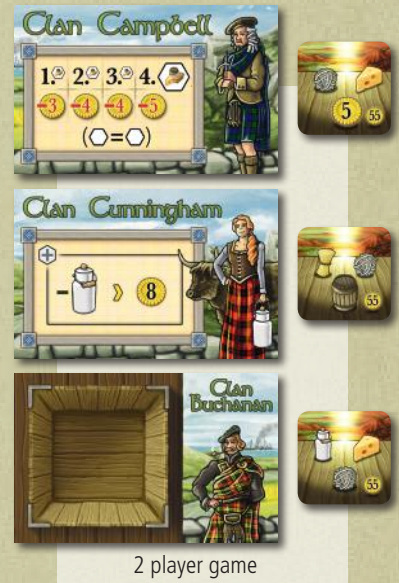 Clan Campbell
1. 2. 3. 4.
-3 -4 -4 -5
(=)
5 55
Clan Cunningham
- 8
55
Clan
Buchanan
55
2 player game